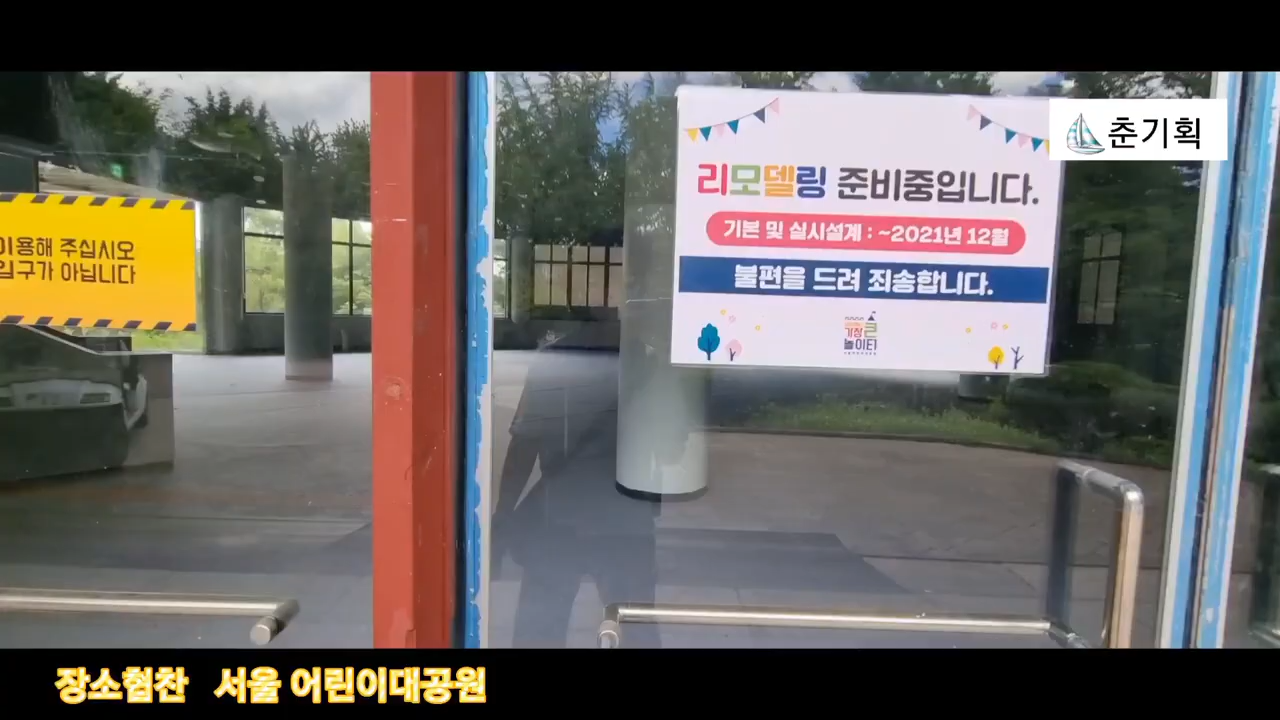 춘기획
이용해 주십시오
입구가 아닙니다
리모델링 준비중입니다.
기본 및 실시설계 : ~2021년 12월
불편을 드려 죄송합니다.
가장 큰
놀이터
장소협찬 서울 어린이대공원